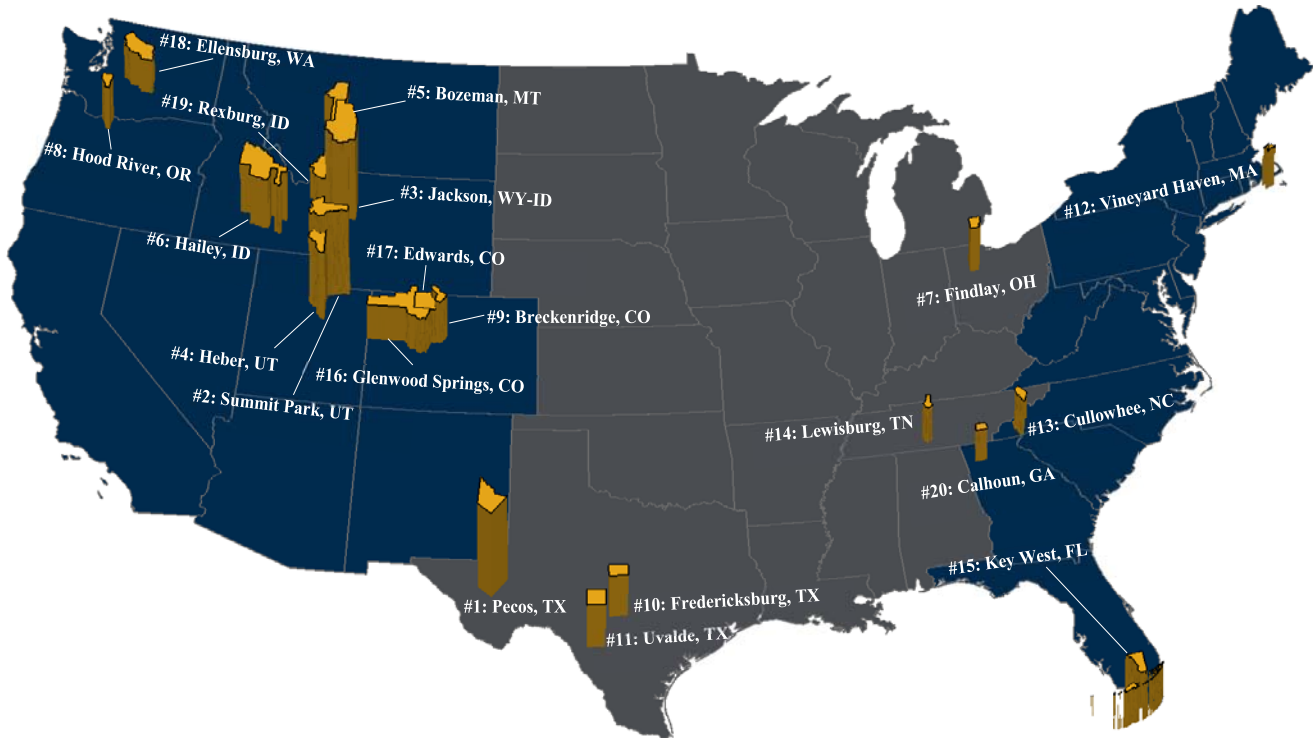 #18: Ellensburg, WA
#5: Bozeman, MT
#19: Rexburg, ID
#8: Hood River, OR
#3: Jackson, WY-ID
#12: Vineyard Haven, MA
#6: Hailey, ID
#17: Edwards, CO
#7: Findlay, OH
#9: Breckenridge, CO
#4: Heber, UT
#16: Glenwood Springs, CO
#2: Summit Park, UT
#14: Lewisburg, TN
#13: Cullowhee, NC
#20: Calhoun, GA
#15: Key West, FL
#1: Pecos, TX
#10: Fredericksburg, TX
#11: Uvalde, TX